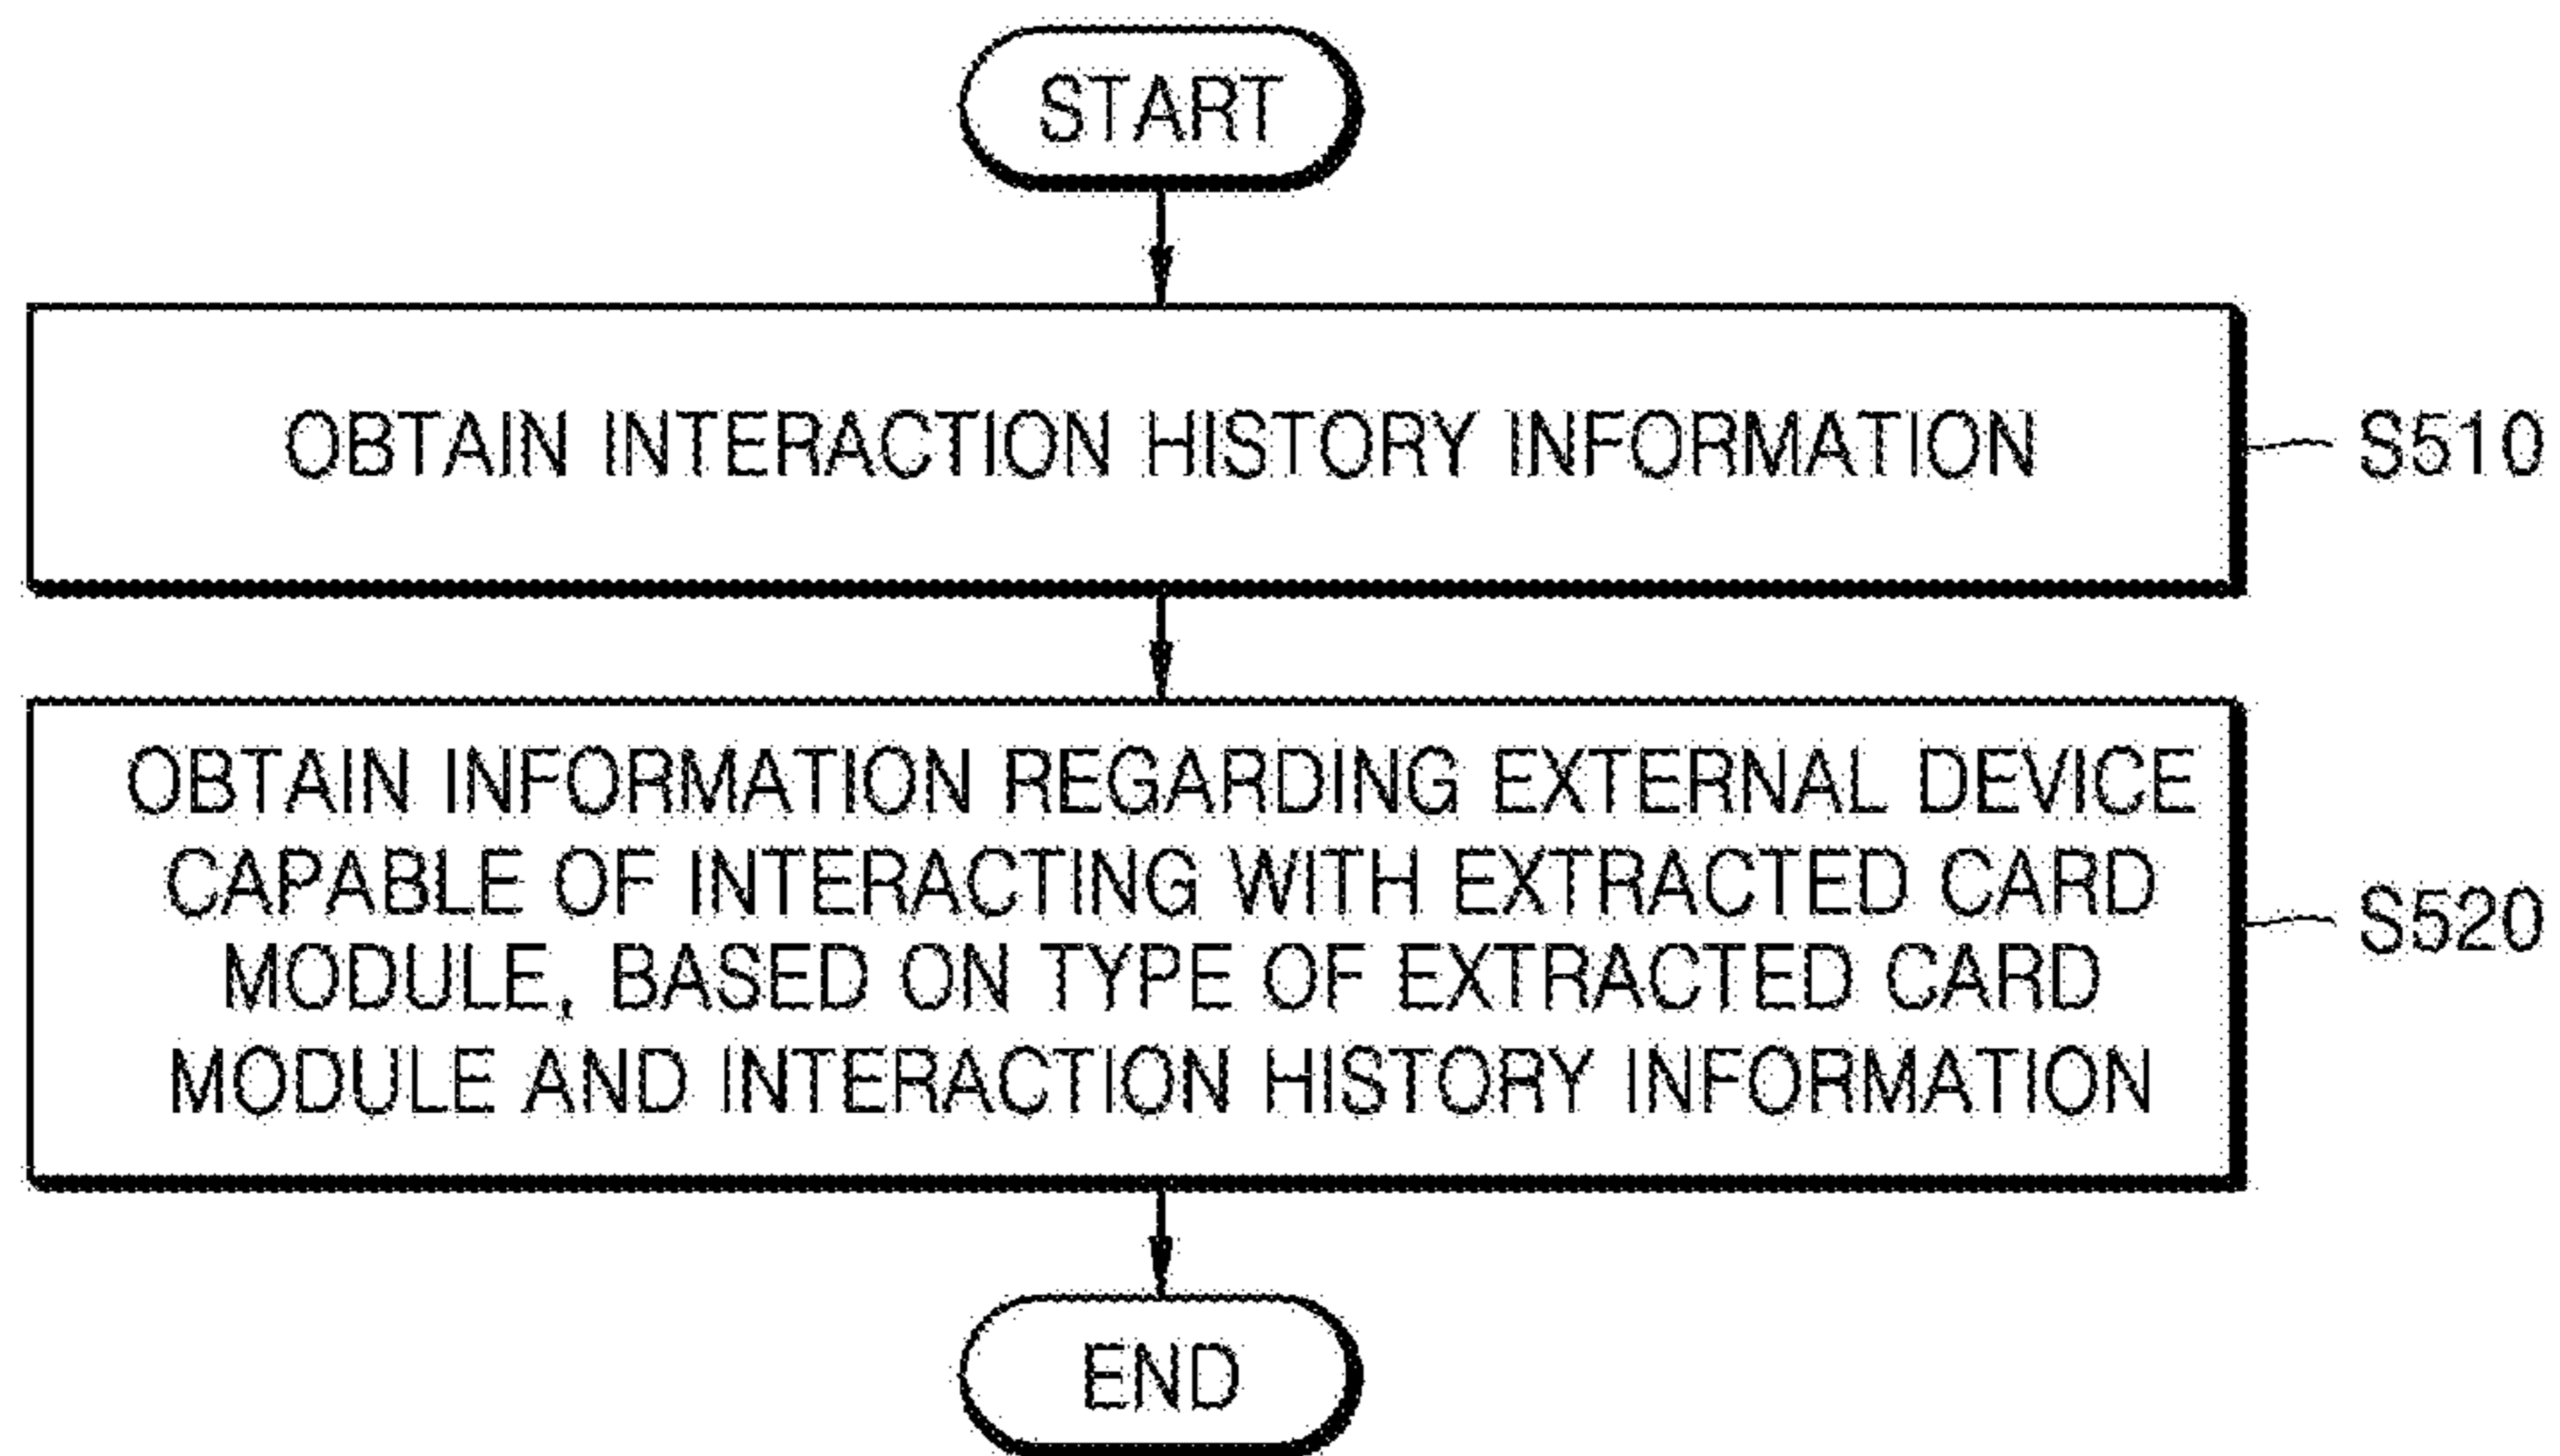 START
OBTAIN INTERACTION HISTORY INFORMATION
S510
OBTAIN INFORMATION REGARDING EXTERNAL DEVICE
CAPABLE OF INTERACTING WITH EXTRACTED CARD
MODULE, BASED ON TYPE OF EXTRACTED CARD
MODULE AND INTERACTION HISTORY INFORMATION
S520
END